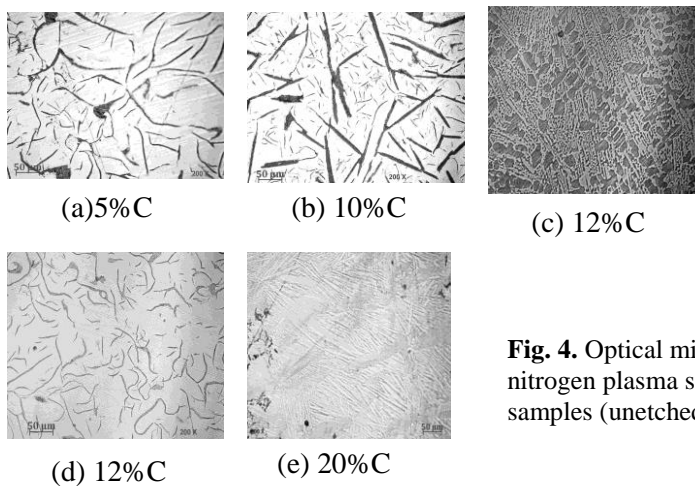 50 μm
200 X
50 μm
200 X
(a)5%C
(b) 10%C
(c) 12%C
50 μm
200 X
50 μm
(d) 12%C
(e) 20%C
Fig. 4. Optical mi
nitrogen plasma s
samples (unetched